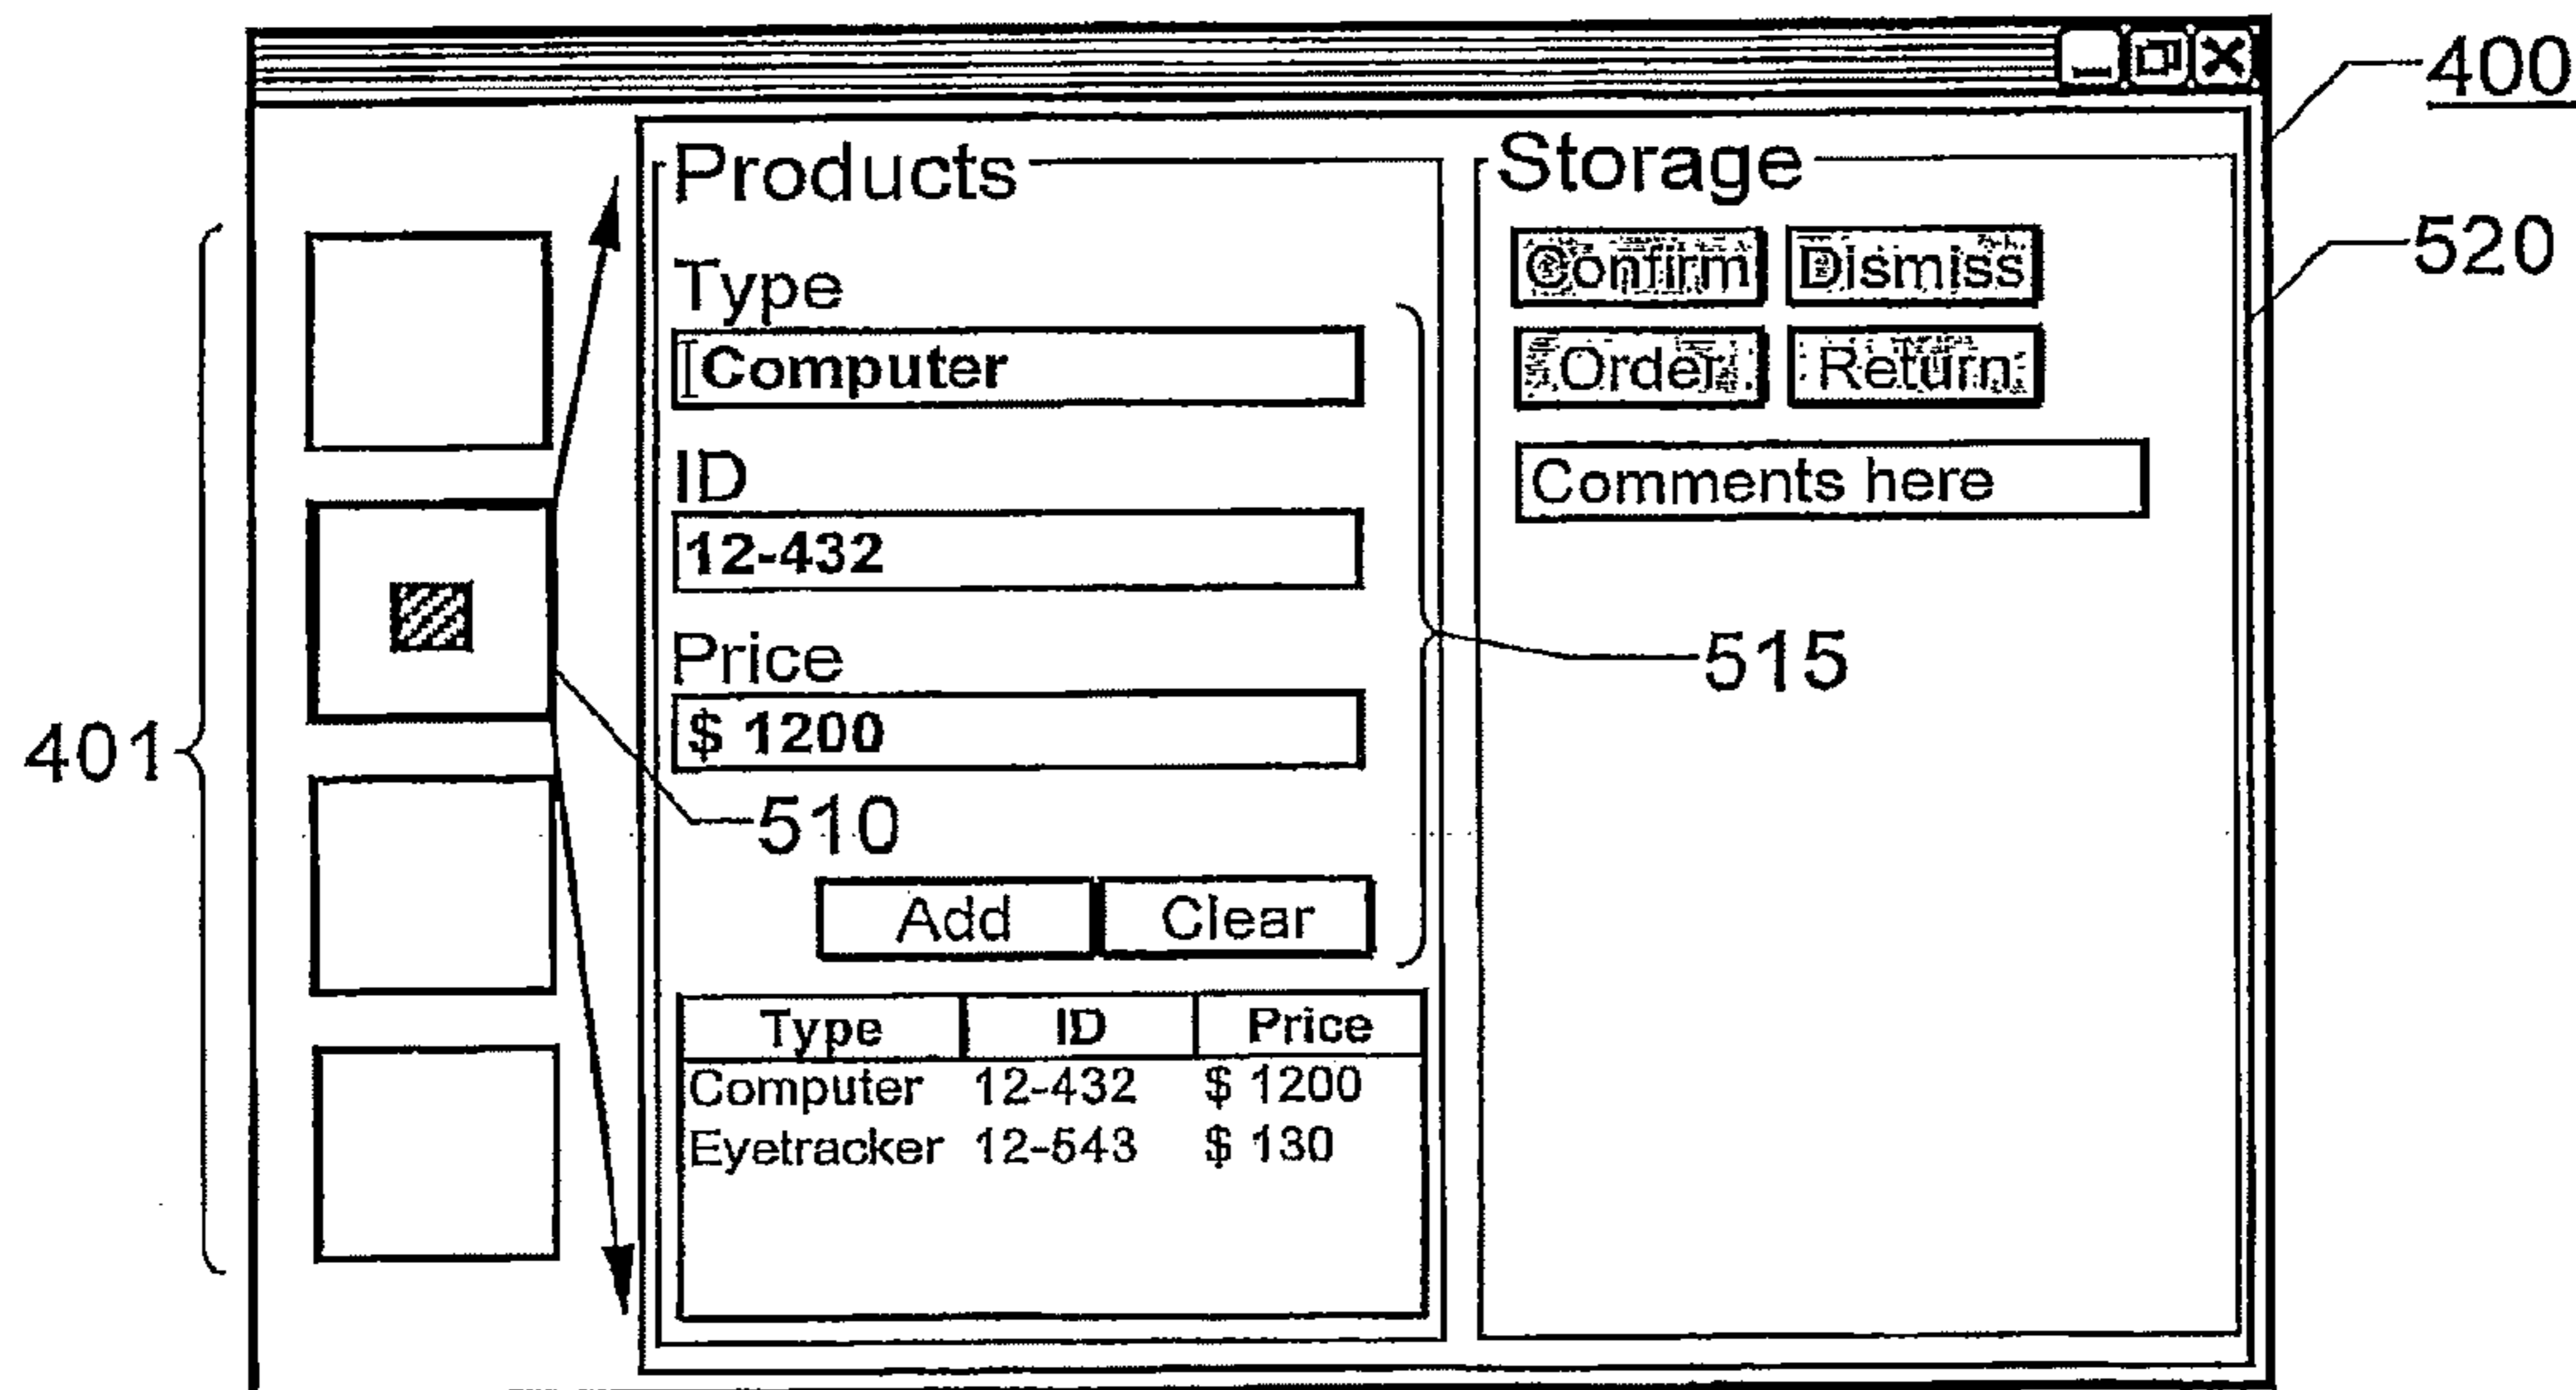 400
Products
Storage
520
Type
Confirm Dismiss
Computer
Order Return
ID
Comments here
12-432
Price
515
$ 1200
401
510
Add Clear
Type ID Price
Computer 12-432 $ 1200
Eyetracker 12-543 $ 130